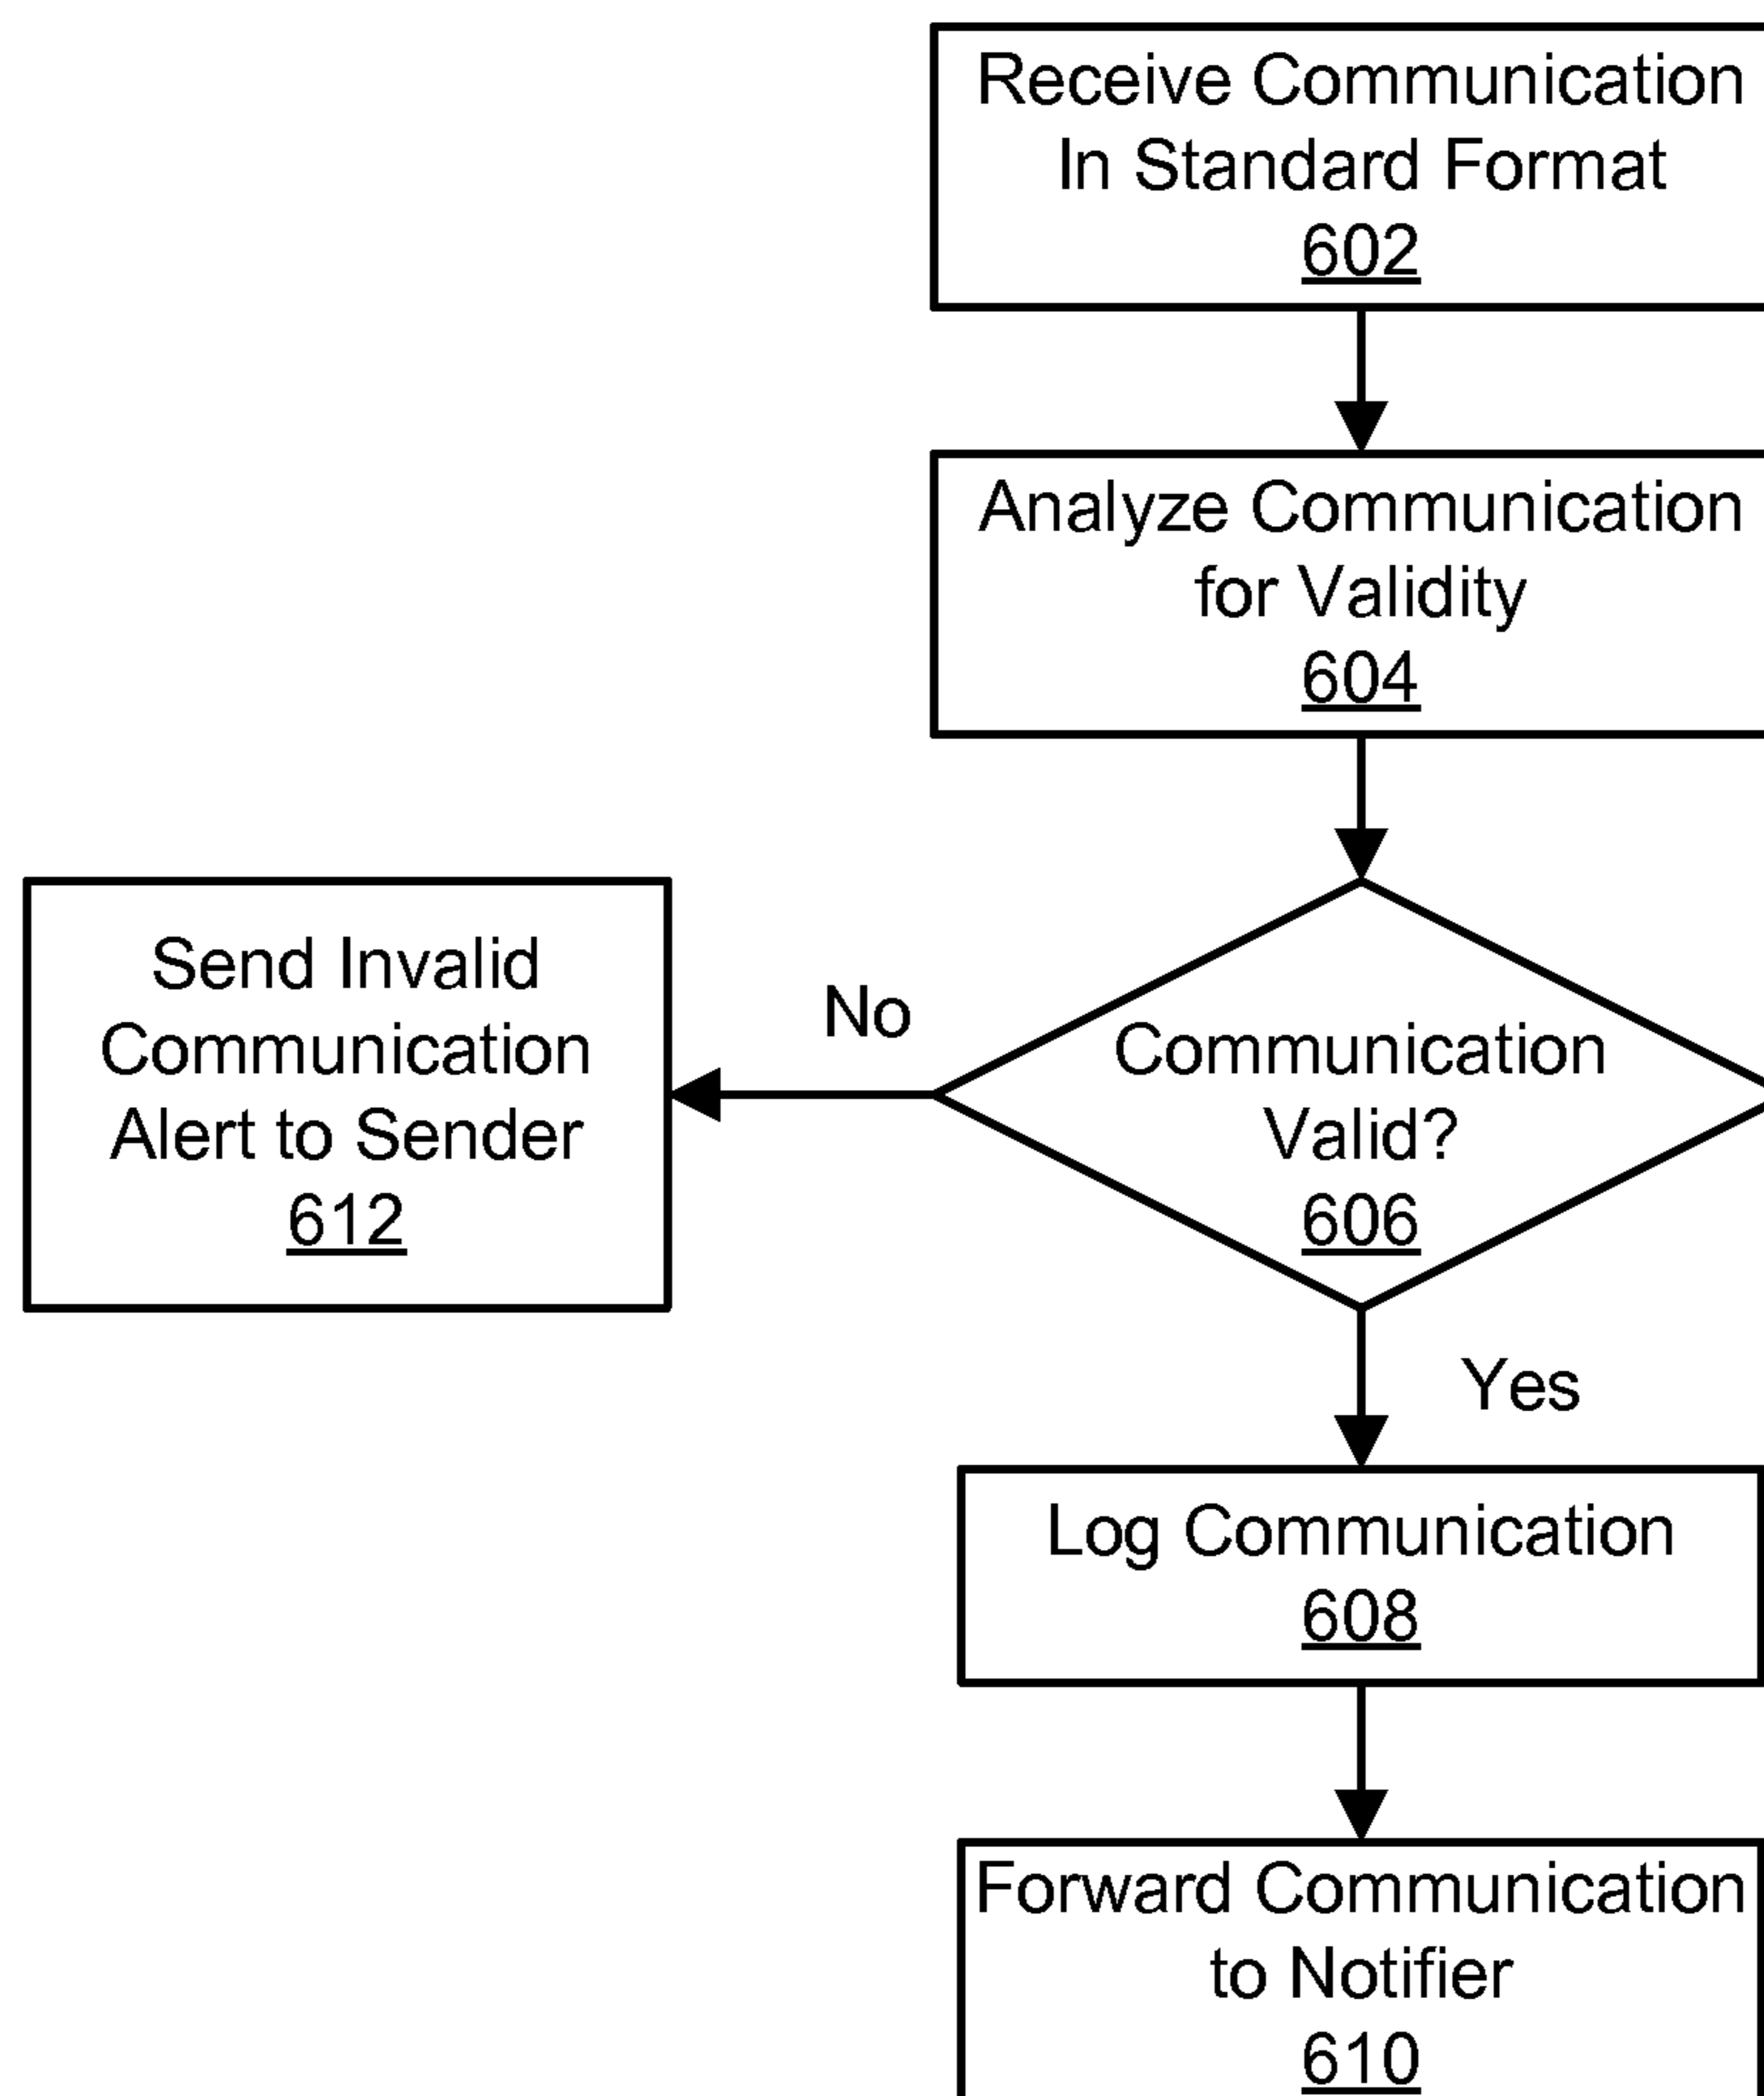 Receive Communication
In Standard Format
602
Analyze Communication
for Validity
604
Send Invalid
Communication
Alert to Sender
612
No
Communication
Valid?
606
Yes
Log Communication
608
Forward Communication
to Notifier
610